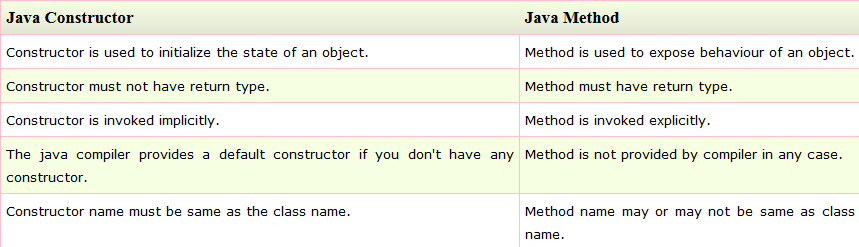 Java Constructor Java Method
Constructor is used to initialize the state of an object. Method is used to expose behaviour of an object.
Constructor must not have return type. Method must have return type.
Constructor is invoked implicitly. Method is invoked explicitly.
The java compiler provides a default constructor if you don't have any Method is not provided by compiler in any case.
constructor.
Constructor name must be same as the class name. Method name may or may not be same as class
name.